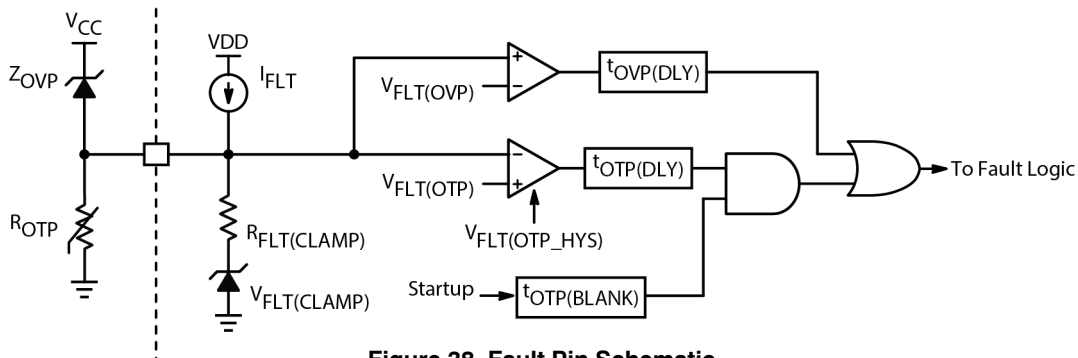 VCC
ZOVP
VDD
IFLT
VFLT(OVP)
+
−
tOVP(DLY)
−
+
VFLT(OTP)
tOTP(DLY)
To Fault Logic
ROTP
RFLT(CLAMP)
VFLT(OTP_HYS)
VFLT(CLAMP)
Startup
tOTP(BLANK)
Figure 38. Fault Pin Schematic